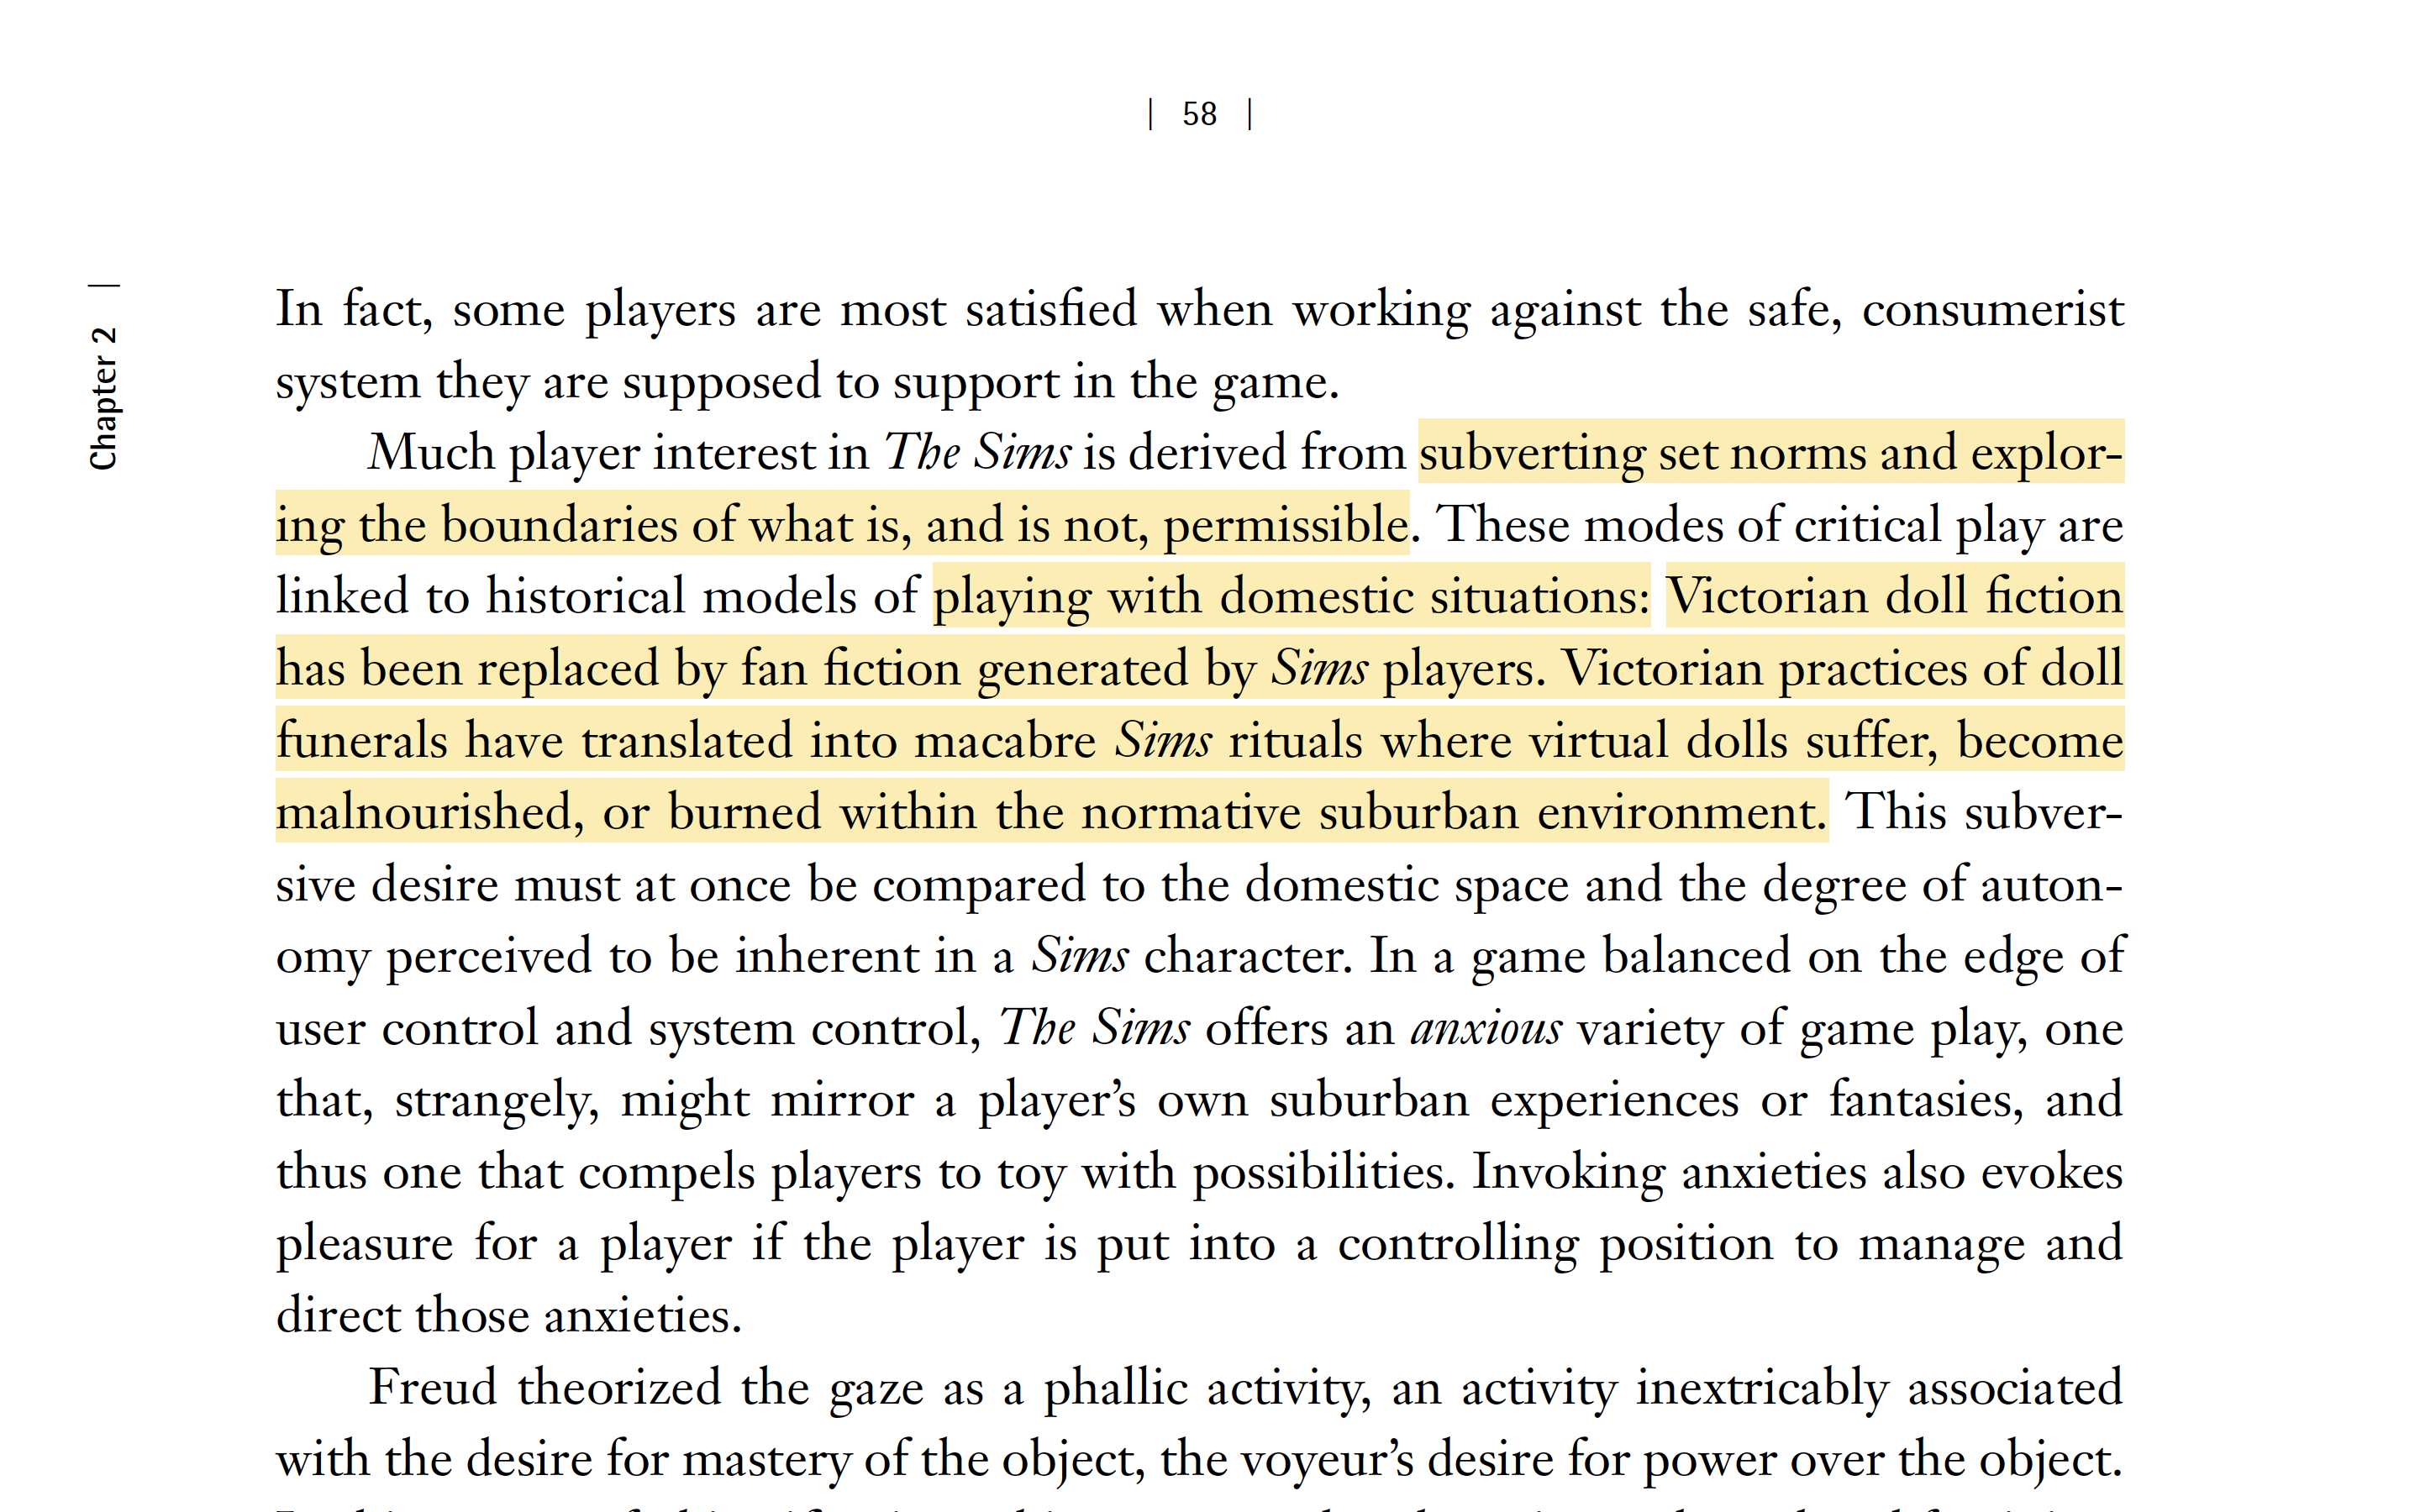 | 58 |
Chapter 2 |
In fact, some players are most satisfied when working against the safe, consumerist
system they are supposed to support in the game.
Much player interest in The Sims is derived from subverting set norms and explor-
ing the boundaries of what is, and is not, permissible. These modes of critical play are
linked to historical models of playing with domestic situations: Victorian doll fiction
has been replaced by fan fiction generated by Sims players. Victorian practices of doll
funerals have translated into macabre Sims rituals where virtual dolls suffer, become
malnourished, or burned within the normative suburban environment. This subver-
sive desire must at once be compared to the domestic space and the degree of auton-
omy perceived to be inherent in a Sims character. In a game balanced on the edge of
user control and system control, The Sims offers an anxious variety of game play, one
that, strangely, might mirror a player’s own suburban experiences or fantasies, and
thus one that compels players to toy with possibilities. Invoking anxieties also evokes
pleasure for a player if the player is put into a controlling position to manage and
direct those anxieties.
Freud theorized the gaze as a phallic activity, an activity inextricably associated
with the desire for mastery of the object, the voyeur’s desire for power over the object.